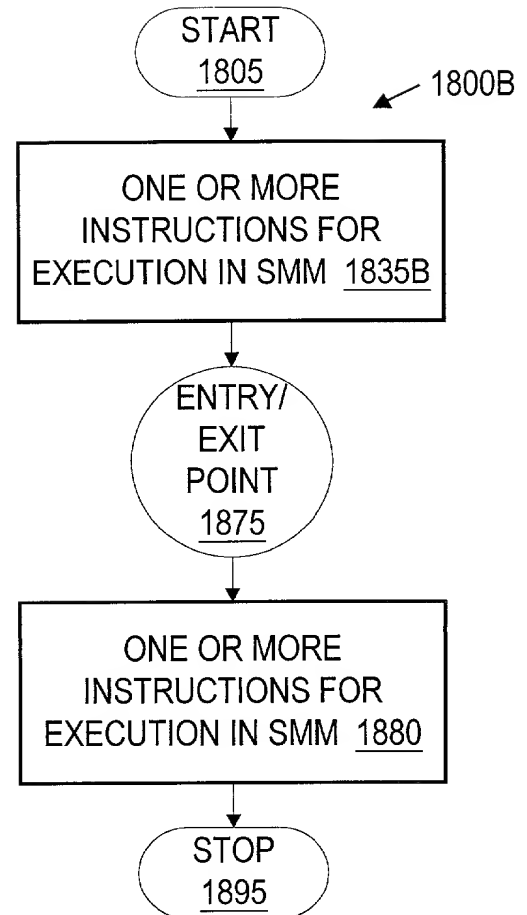 START
1805
1800B
ONE OR MORE
INSTRUCTIONS FOR
EXECUTION IN SMM 1835B
ENTRY/
EXIT
POINT
1875
ONE OR MORE
INSTRUCTIONS FOR
EXECUTION IN SMM 1880
STOP
1895